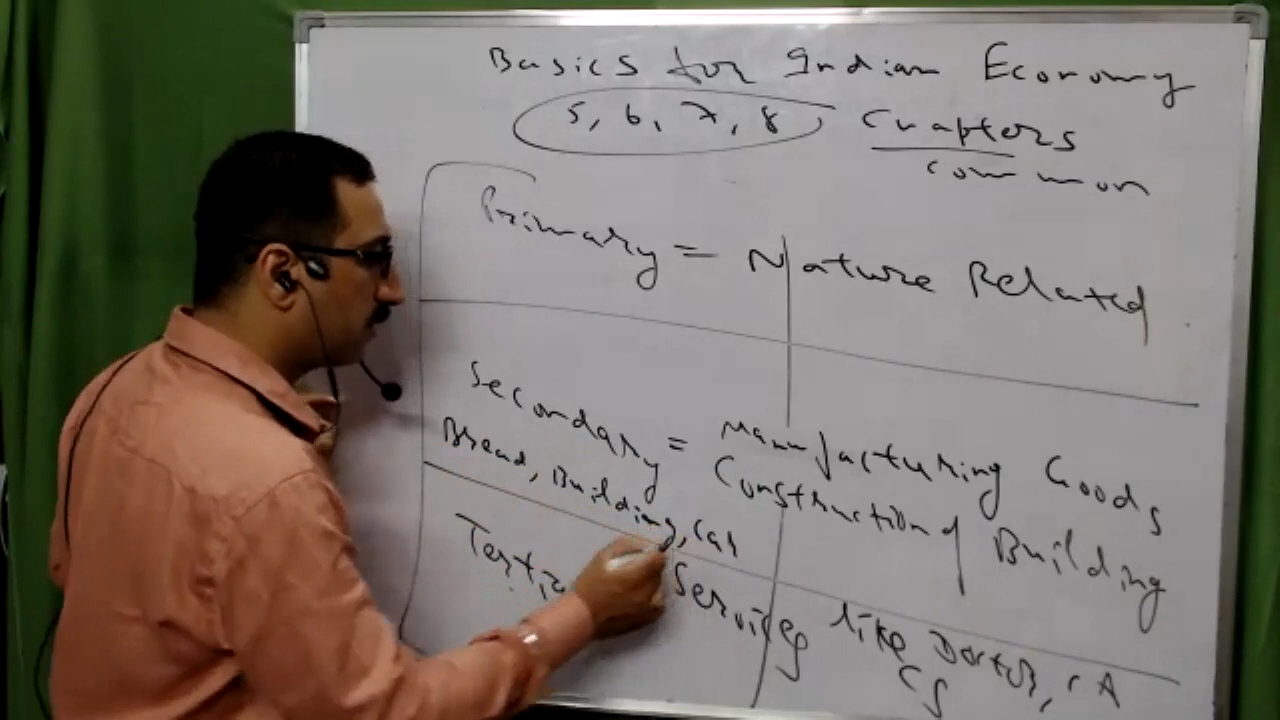 Basics for Indian Economy
5, 6, 7, 8 Chapters
common
Primary = Nature Related
Secondary = Manufacturing Goods
Construction of Building
Bread, Building, Car
Services like Doctor, CA
CS